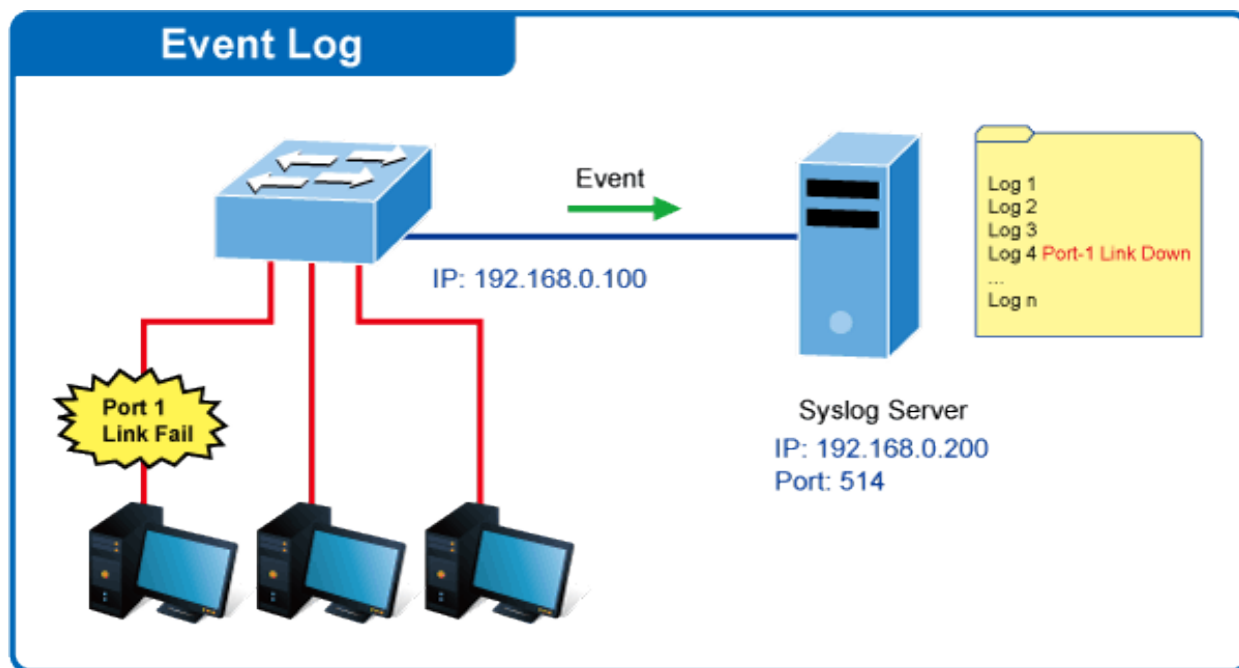 Event Log
Event
IP: 192.168.0.100
Port 1
Link Fail
Log 1
Log 2
Log 3
Log 4 Port-1 Link Down
...
Log n
Syslog Server
IP: 192.168.0.200
Port: 514